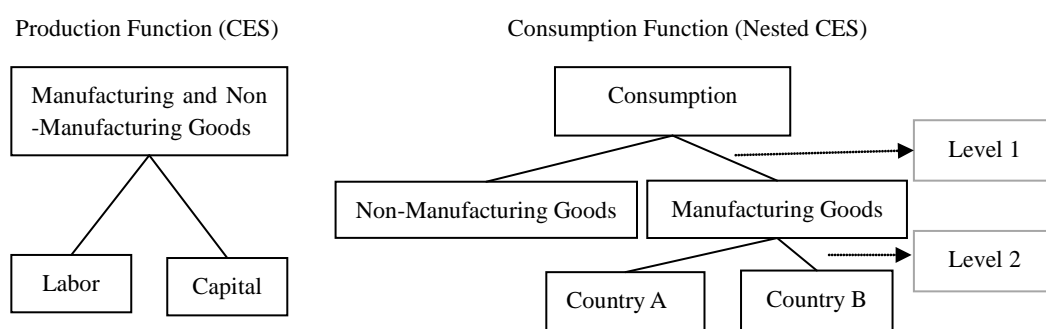 Production Function (CES)
Consumption Function (Nested CES)
Manufacturing and Non
-Manufacturing Goods
Labor
Capital
Consumption
Level 1
Non-Manufacturing Goods
Manufacturing Goods
Level 2
Country A
Country B